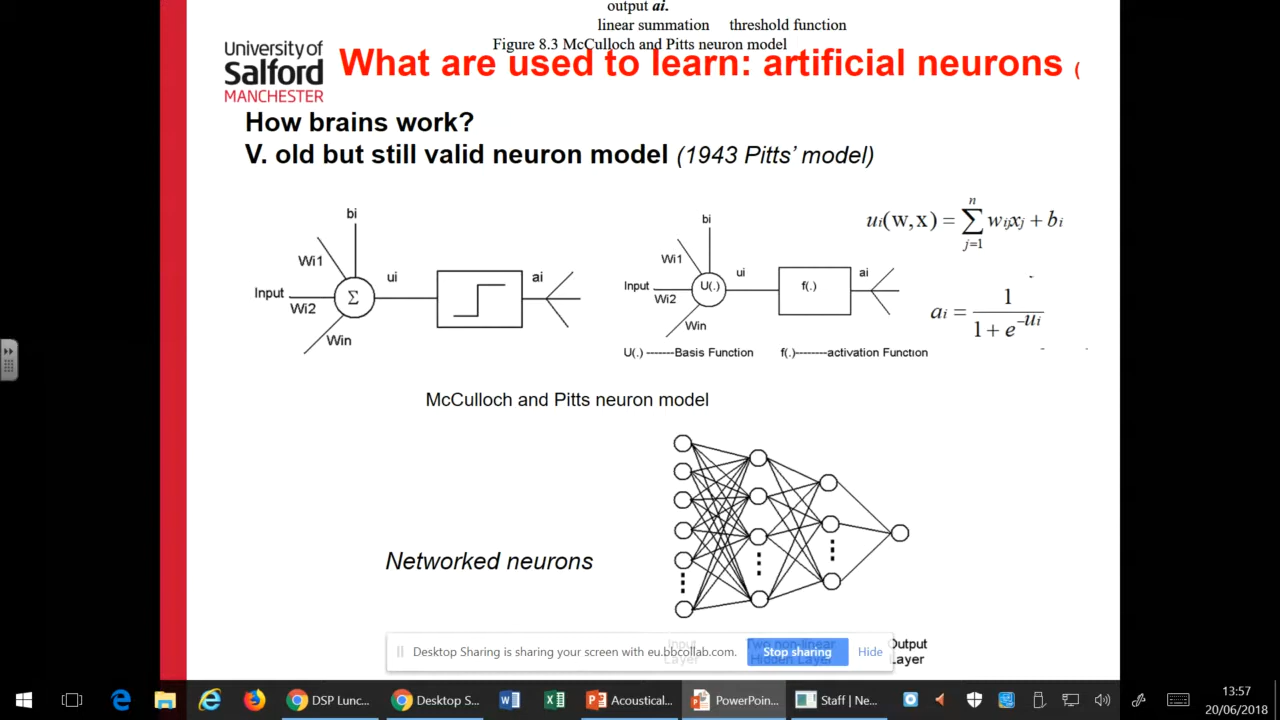 output ai.
linear summation threshold function
Figure 8.3 McCulloch and Pitts neuron model
University of
Salford
MANCHESTER
What are used to learn: artificial neurons (
How brains work?
V. old but still valid neuron model (1943 Pitts’ model)
bi
Wi1
ui
ai
Input
Σ
Wi2
Win
bi
Wi1
ui
ai
Input
U(.)
f(.)
Wi2
Win
U(.) -------Basis Function f(.)--------activation Function
ui(w,x) = ∑ wijxj + bi
n
j=1
ai = 1 / 1 + e^-ui
McCulloch and Pitts neuron model
Networked neurons
Input Layer
Two non-linear Hidden Layer
Output Layer
Desktop Sharing is sharing your screen with eu.bbcollab.com.
Stop sharing
Hide
DSP Lunc...
Desktop S...
Acoustical...
PowerPoin...
Staff | Ne...
13:57
20/06/2018